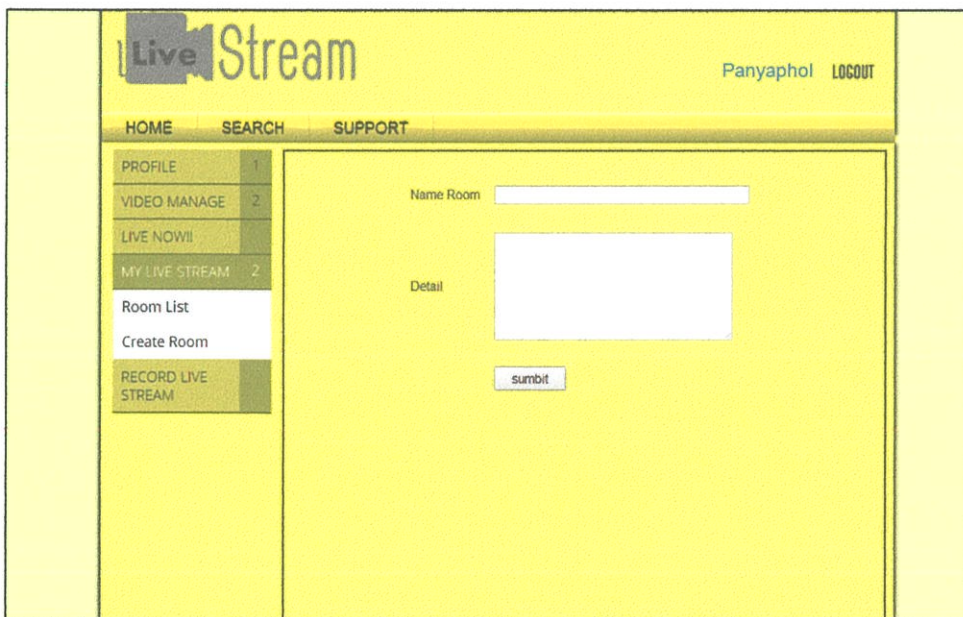 Live Stream
Panyaphol LOGOUT
HOME SEARCH SUPPORT
PROFILE 1
VIDEO MANAGE 2
LIVE NOW!!
MY LIVE STREAM 2
Room List
Create Room
RECORD LIVE
STREAM
Name Room
Detail
sumbit